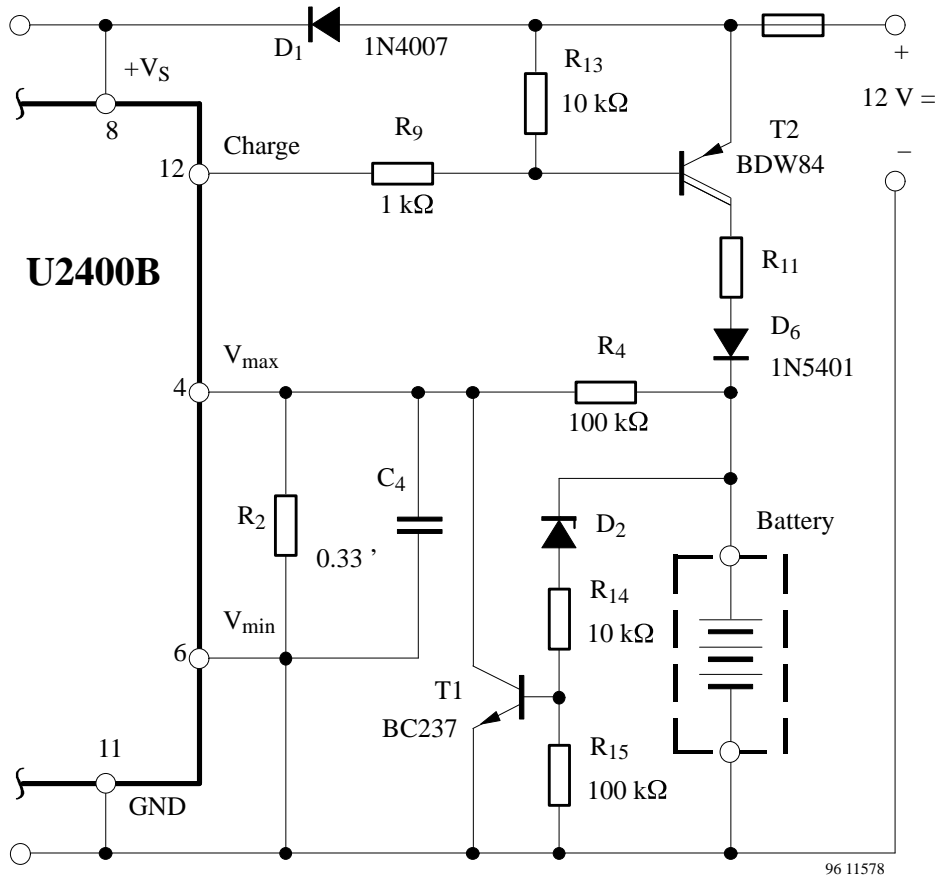 D1 1N4007
+VS
R13
10 kΩ
+
12 V =
–
8
R9
T2
BDW84
12
Charge
1 kΩ
U2400B
R11
D6
1N5401
Vmax
R4
4
100 kΩ
C4
R2
0.33 ’
D2
Battery
R14
10 kΩ
Vmin
6
T1
BC237
R15
100 kΩ
11
GND
96 11578